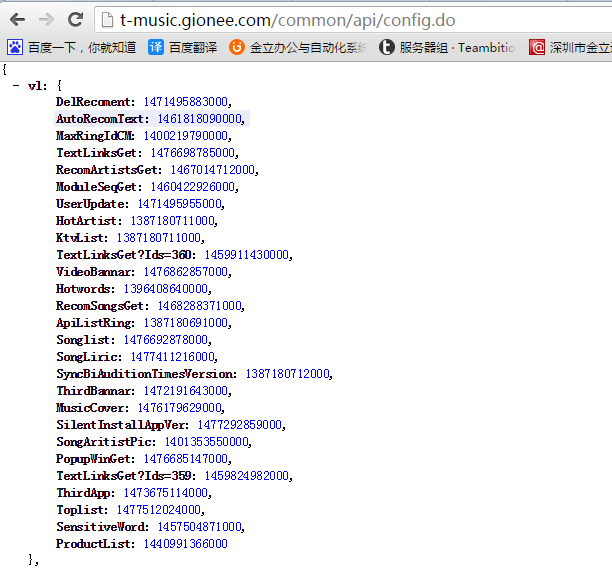 t-music.gionee.com/common/api/config.do
百度一下，你就知道 译 百度翻译 金立办公与自动化系统 服务器组 · Teambition 深圳市金立
{
- vl: {
DelRecoment: 1471495883000,
AutoRecomText: 1461818090000,
MaxRingIdCM: 1400219790000,
TextLinksGet: 1476698785000,
RecomArtistsGet: 1467014712000,
ModuleSeqGet: 1460422926000,
UserUpdate: 1471495955000,
HotArtist: 1387180711000,
KtvList: 1387180711000,
TextLinksGet?Ids=360: 1459911430000,
VideoBannar: 1476862857000,
Hotwords: 1396408640000,
RecomSongsGet: 1468288371000,
ApiListRing: 1387180691000,
Songlist: 1476692878000,
SongLiric: 1477411216000,
SyncBiAuditionTimesVersion: 1387180712000,
ThirdBannar: 1472191643000,
MusicCover: 1476179629000,
SilentInstallAppVer: 1477292859000,
SongAritistPic: 1401353550000,
PopupWinGet: 1476685147000,
TextLinksGet?Ids=359: 1459824982000,
ThirdApp: 1473675114000,
Toplist: 1477512024000,
SensitiveWord: 1457504871000,
ProductList: 1440991366000
},